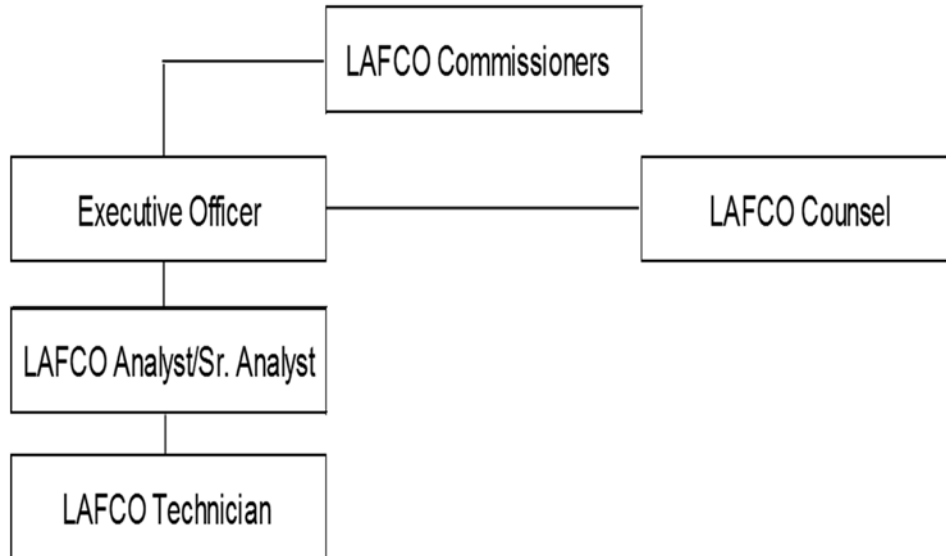 LAFCO Commissioners
Executive Officer
LAFCO Counsel
LAFCO Analyst/Sr. Analyst
LAFCO Technician